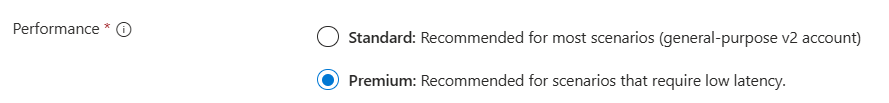 Performance *
Standard: Recommended for most scenarios (general-purpose v2 account)
Premium: Recommended for scenarios that require low latency.